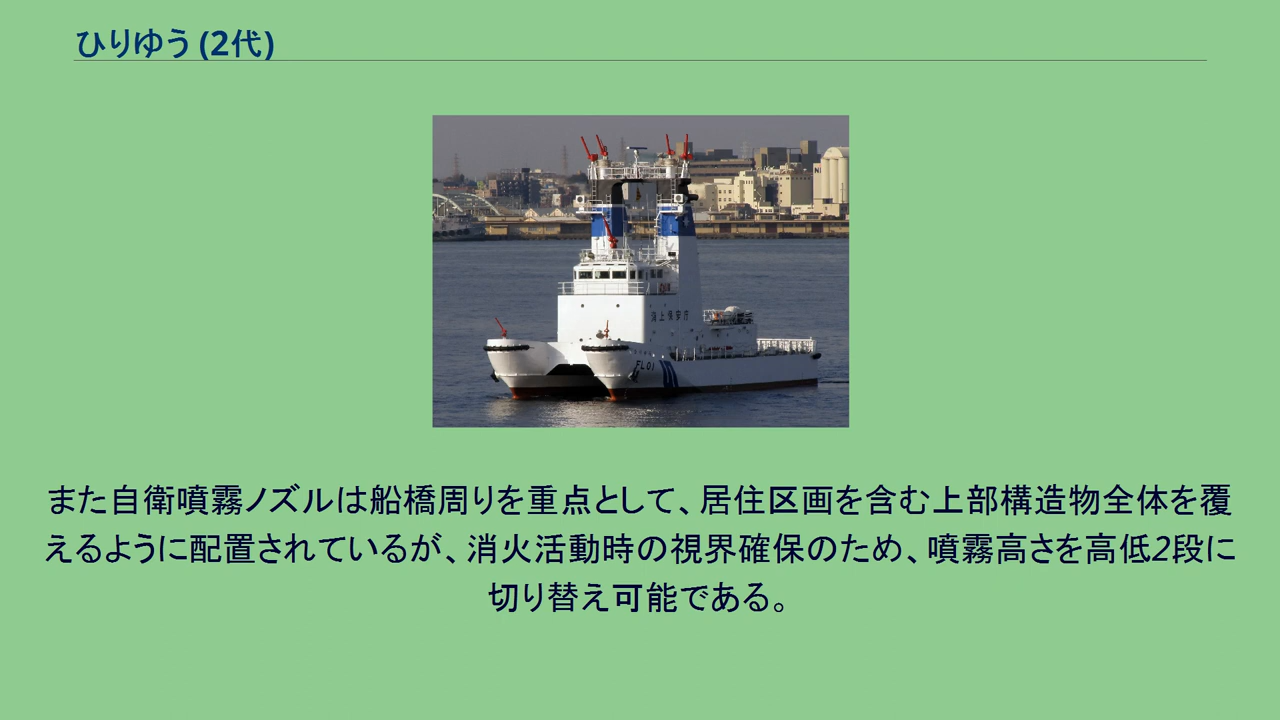 ひりゆう (2代)
海上保安庁
FL01
また自衛噴霧ノズルは船橋周りを重点として、居住区画を含む上部構造物全体を覆
えるように配置されているが、消火活動時の視界確保のため、噴霧高さを高低2段に
切り替え可能である。